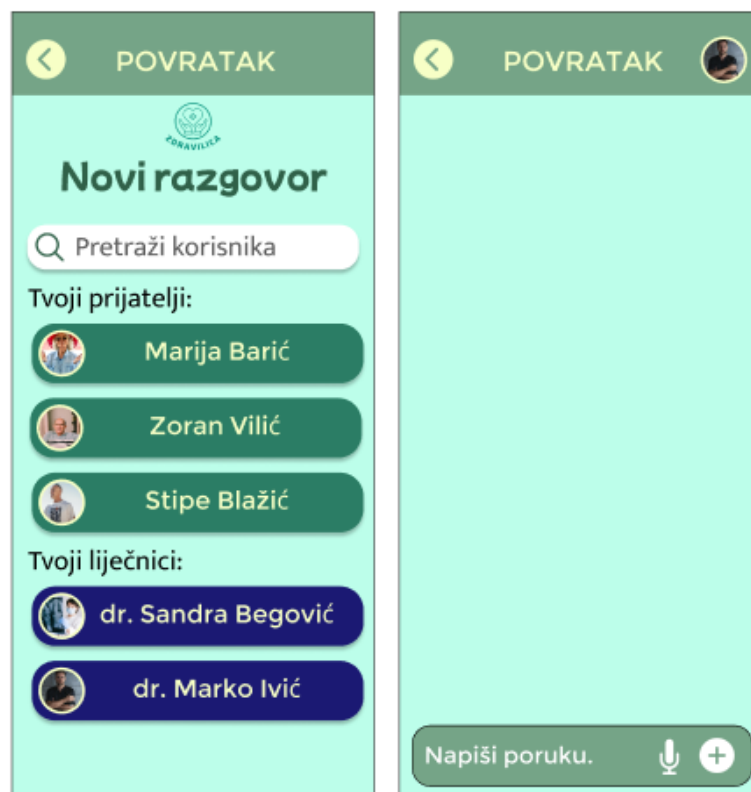 POVRATAK
ZDRAVILICA
Novi razgovor
Pretraži korisnika
Tvoji prijatelji:
Marija Barić
Zoran Vilić
Stipe Blažić
Tvoji liječnici:
dr. Sandra Begović
dr. Marko Ivić
POVRATAK
Napiši poruku.